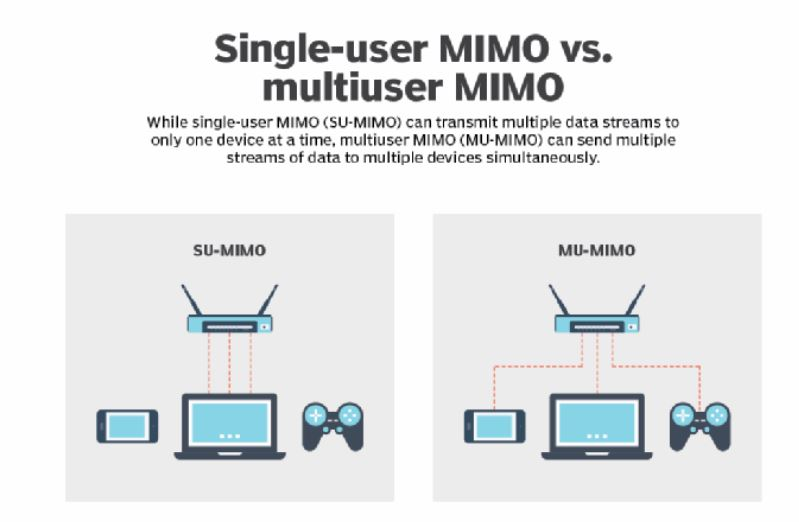 Single-user MIMO vs.
multiuser MIMO
While single-user MIMO (SU-MIMO) can transmit multiple data streams to
only one device at a time, multiuser MIMO (MU-MIMO) can send multiple
streams of data to multiple devices simultaneously.
SU-MIMO
MU-MIMO